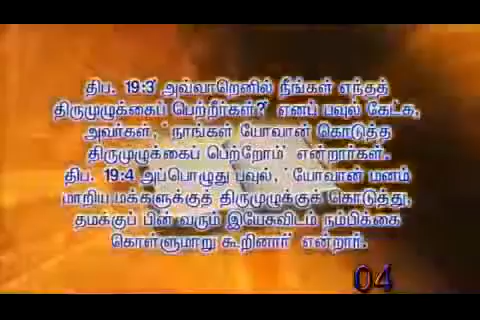 திப. 19:3 'அவ்வாறெனில் நீங்கள் எந்தத்
திருமுழுக்கைப் பெற்றீர்கள்?' எனப் பவுல் கேட்க,
அவர்கள், 'நாங்கள் யோவான் கொடுத்த
திருமுழுக்கைப் பெற்றோம்' என்றார்கள்.
திப. 19:4 அப்பொழுது பவுல், 'யோவான் மனம்
மாறிய மக்களுக்குத் திருமுழுக்குக் கொடுத்து,
தமக்குப் பின் வரும் இயேசுவிடம் நம்பிக்கை
கொள்ளுமாறு கூறினார்' என்றார்.
04